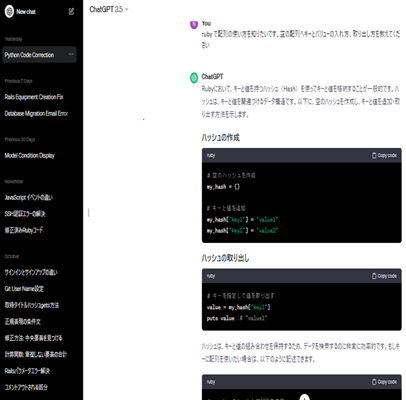 New chat
Yesterday
Python Code Correction
Previous 7 Days
Rails Equipment Creation Fix
Database Migration Email Error
Previous 30 Days
Model Condition Display
November
JavaScript イベントの違い
SSH認証エラーの解決
修正済みRubyコード
October
サインインとサインアップの違い
Git User Name設定
取得タイトルハッシュgets方法
正規表現の条件文
修正方法: 中央要素を見つける
計算関数: 重複しない要素の合計
Railsパラメータエラー解決
コメントアウトされる区分
ChatGPT 3.5
You
ruby で配列の使い方を知りたいです。空の配列へキーとバリューの入れ方、取り出し方を教えてくだ
さい
ChatGPT
Rubyにおいて、キーと値を持つハッシュ（Hash）を使ってキーと値を格納することが一般的です。ハッ
シュは、キーと値を関連づけるデータ構造です。以下に、空のハッシュを作成し、キーと値を追加・取
り出す方法を示します。
ハッシュの作成
ruby
Copy code
# 空のハッシュを作成
my_hash = {}
# キーと値を追加
my_hash["key1"] = "value1"
my_hash["key2"] = "value2"
ハッシュの取り出し
ruby
Copy code
# キーを指定して値を取り出す
value = my_hash["key1"]
puts value # "value1"
ハッシュは、キーと値の組み合わせを保持するため、データを検索するのに非常に効率的です。もしキ
ーに配列を使いたい場合は、以下のように記述できます。
ruby
Copy code